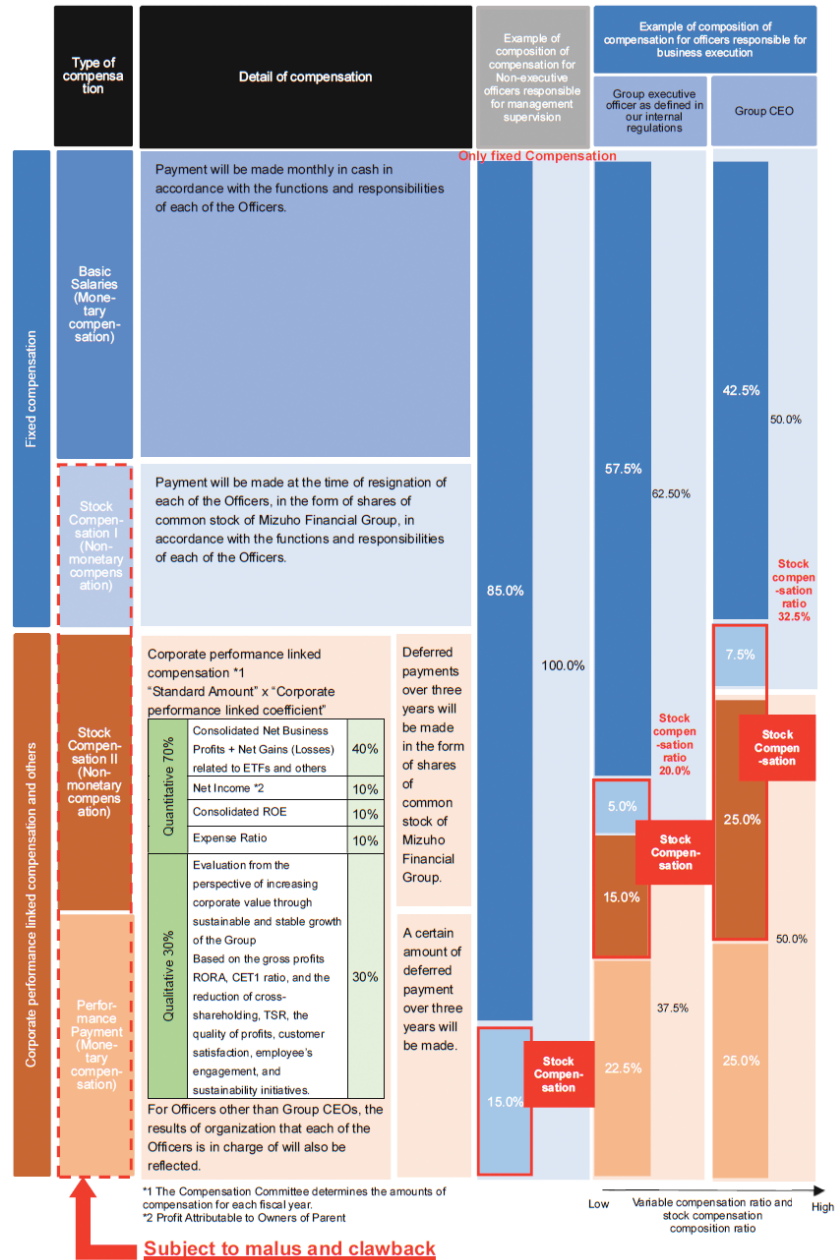 Type of
compensa
tion
Detail of compensation
Example of
composition of
compensation for
Non-executive
officers responsible
for management
supervision
Example of composition of
compensation for officers responsible for
business execution
Group executive
officer as defined in
our internal
regulations
Group CEO
Only fixed Compensation
Fixed compensation
Basic
Salaries
(Mone-
tary
compen-
sation)
Payment will be made monthly in cash in
accordance with the functions and responsibilities
of each of the Officers.
Stock
Compen-
sation I
(Non-
monetary
compens
ation)
Payment will be made at the time of resignation of
each of the Officers, in the form of shares of
common stock of Mizuho Financial Group, in
accordance with the functions and responsibilities
of each of the Officers.
Corporate performance linked compensation and others
Stock
Compen-
sation II
(Non-
monetary
compens
ation)
Corporate performance linked
compensation *1
“Standard Amount” x “Corporate
performance linked coefficient”
Quantitative 70%
Consolidated Net Business
Profits + Net Gains (Losses)
related to ETFs and others
40%
Net Income *2
10%
Consolidated ROE
10%
Expense Ratio
10%
Qualitative 30%
Evaluation from the
perspective of increasing
corporate value through
sustainable and stable growth
of the Group
Based on the gross profits
RORA, CET1 ratio, and the
reduction of cross-
shareholding, TSR, the
quality of profits, customer
satisfaction, employee’s
engagement, and
sustainability initiatives.
30%
For Officers other than Group CEOs, the
results of organization that each of the
Officers is in charge of will also be
reflected.
Deferred
payments
over three
years will
be made
in the form
of shares
of
common
stock of
Mizuho
Financial
Group.
Perfor-
mance
Payment
(Mone-
tary
compen-
sation)
A certain
amount of
deferred
payment
over three
years will
be made.
85.0%
100.0%
15.0%
Stock
Compen-
sation
57.5%
62.50%
Stock
compen
-sation
ratio
20.0%
5.0%
15.0%
Stock
Compen-
sation
37.5%
22.5%
42.5%
50.0%
Stock
compen
-sation
ratio
32.5%
7.5%
Stock
Compen
-sation
25.0%
50.0%
25.0%
*1 The Compensation Committee determines the amounts of
compensation for each fiscal year.
*2 Profit Attributable to Owners of Parent
Low
Variable compensation ratio and
stock compensation
composition ratio
High
Subject to malus and clawback